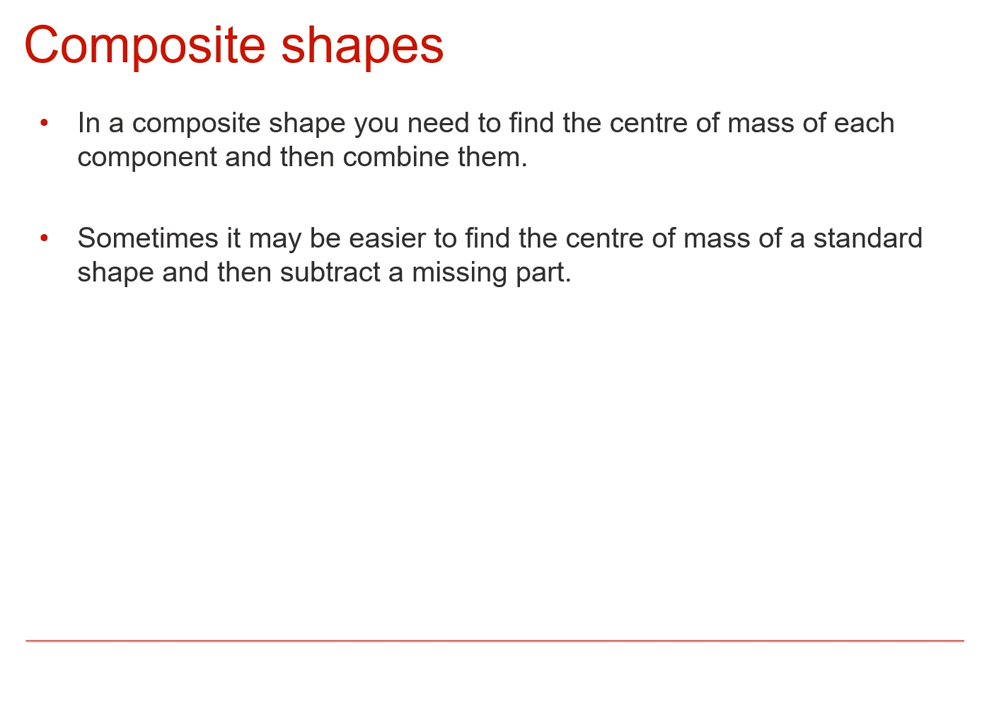 Composite shapes
• In a composite shape you need to find the centre of mass of each
component and then combine them.
• Sometimes it may be easier to find the centre of mass of a standard
shape and then subtract a missing part.